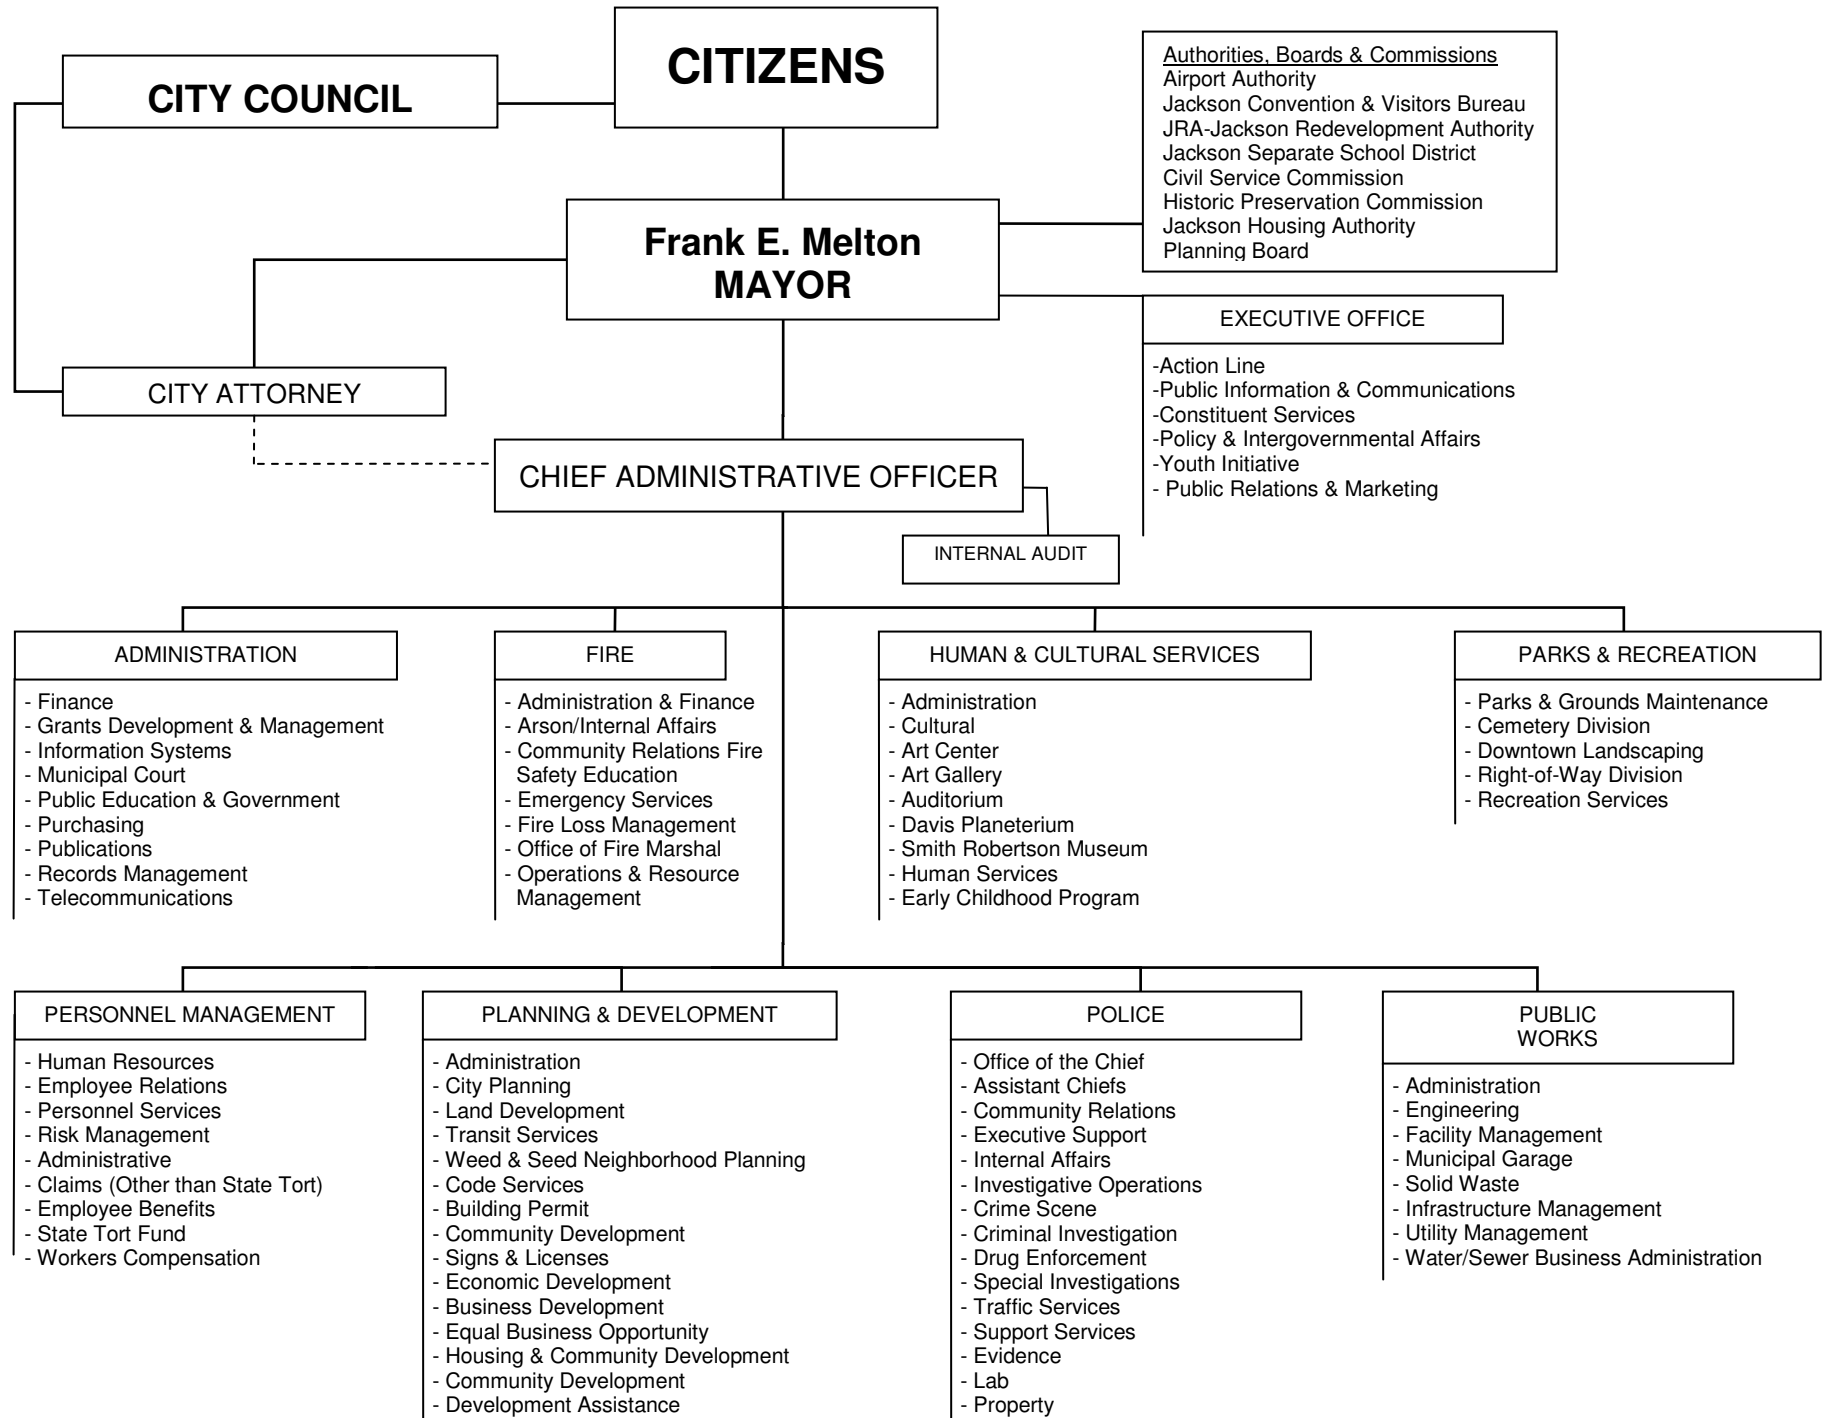 CITIZENS
CITY COUNCIL
Authorities, Boards & Commissions
Airport Authority
Jackson Convention & Visitors Bureau
JRA-Jackson Redevelopment Authority
Jackson Separate School District
Civil Service Commission
Historic Preservation Commission
Jackson Housing Authority
Planning Board
Frank E. Melton
MAYOR
EXECUTIVE OFFICE
-Action Line
-Public Information & Communications
-Constituent Services
-Policy & Intergovernmental Affairs
-Youth Initiative
- Public Relations & Marketing
CITY ATTORNEY
CHIEF ADMINISTRATIVE OFFICER
INTERNAL AUDIT
ADMINISTRATION
- Finance
- Grants Development & Management
- Information Systems
- Municipal Court
- Public Education & Government
- Purchasing
- Publications
- Records Management
- Telecommunications
FIRE
- Administration & Finance
- Arson/Internal Affairs
- Community Relations Fire
Safety Education
- Emergency Services
- Fire Loss Management
- Office of Fire Marshal
- Operations & Resource
Management
HUMAN & CULTURAL SERVICES
- Administration
- Cultural
- Art Center
- Art Gallery
- Auditorium
- Davis Planeterium
- Smith Robertson Museum
- Human Services
- Early Childhood Program
PARKS & RECREATION
- Parks & Grounds Maintenance
- Cemetery Division
- Downtown Landscaping
- Right-of-Way Division
- Recreation Services
PERSONNEL MANAGEMENT
- Human Resources
- Employee Relations
- Personnel Services
- Risk Management
- Administrative
- Claims (Other than State Tort)
- Employee Benefits
- State Tort Fund
- Workers Compensation
PLANNING & DEVELOPMENT
- Administration
- City Planning
- Land Development
- Transit Services
- Weed & Seed Neighborhood Planning
- Code Services
- Building Permit
- Community Development
- Signs & Licenses
- Economic Development
- Business Development
- Equal Business Opportunity
- Housing & Community Development
- Community Development
- Development Assistance
POLICE
- Office of the Chief
- Assistant Chiefs
- Community Relations
- Executive Support
- Internal Affairs
- Investigative Operations
- Crime Scene
- Criminal Investigation
- Drug Enforcement
- Special Investigations
- Traffic Services
- Support Services
- Evidence
- Lab
- Property
PUBLIC
WORKS
- Administration
- Engineering
- Facility Management
- Municipal Garage
- Solid Waste
- Infrastructure Management
- Utility Management
- Water/Sewer Business Administration